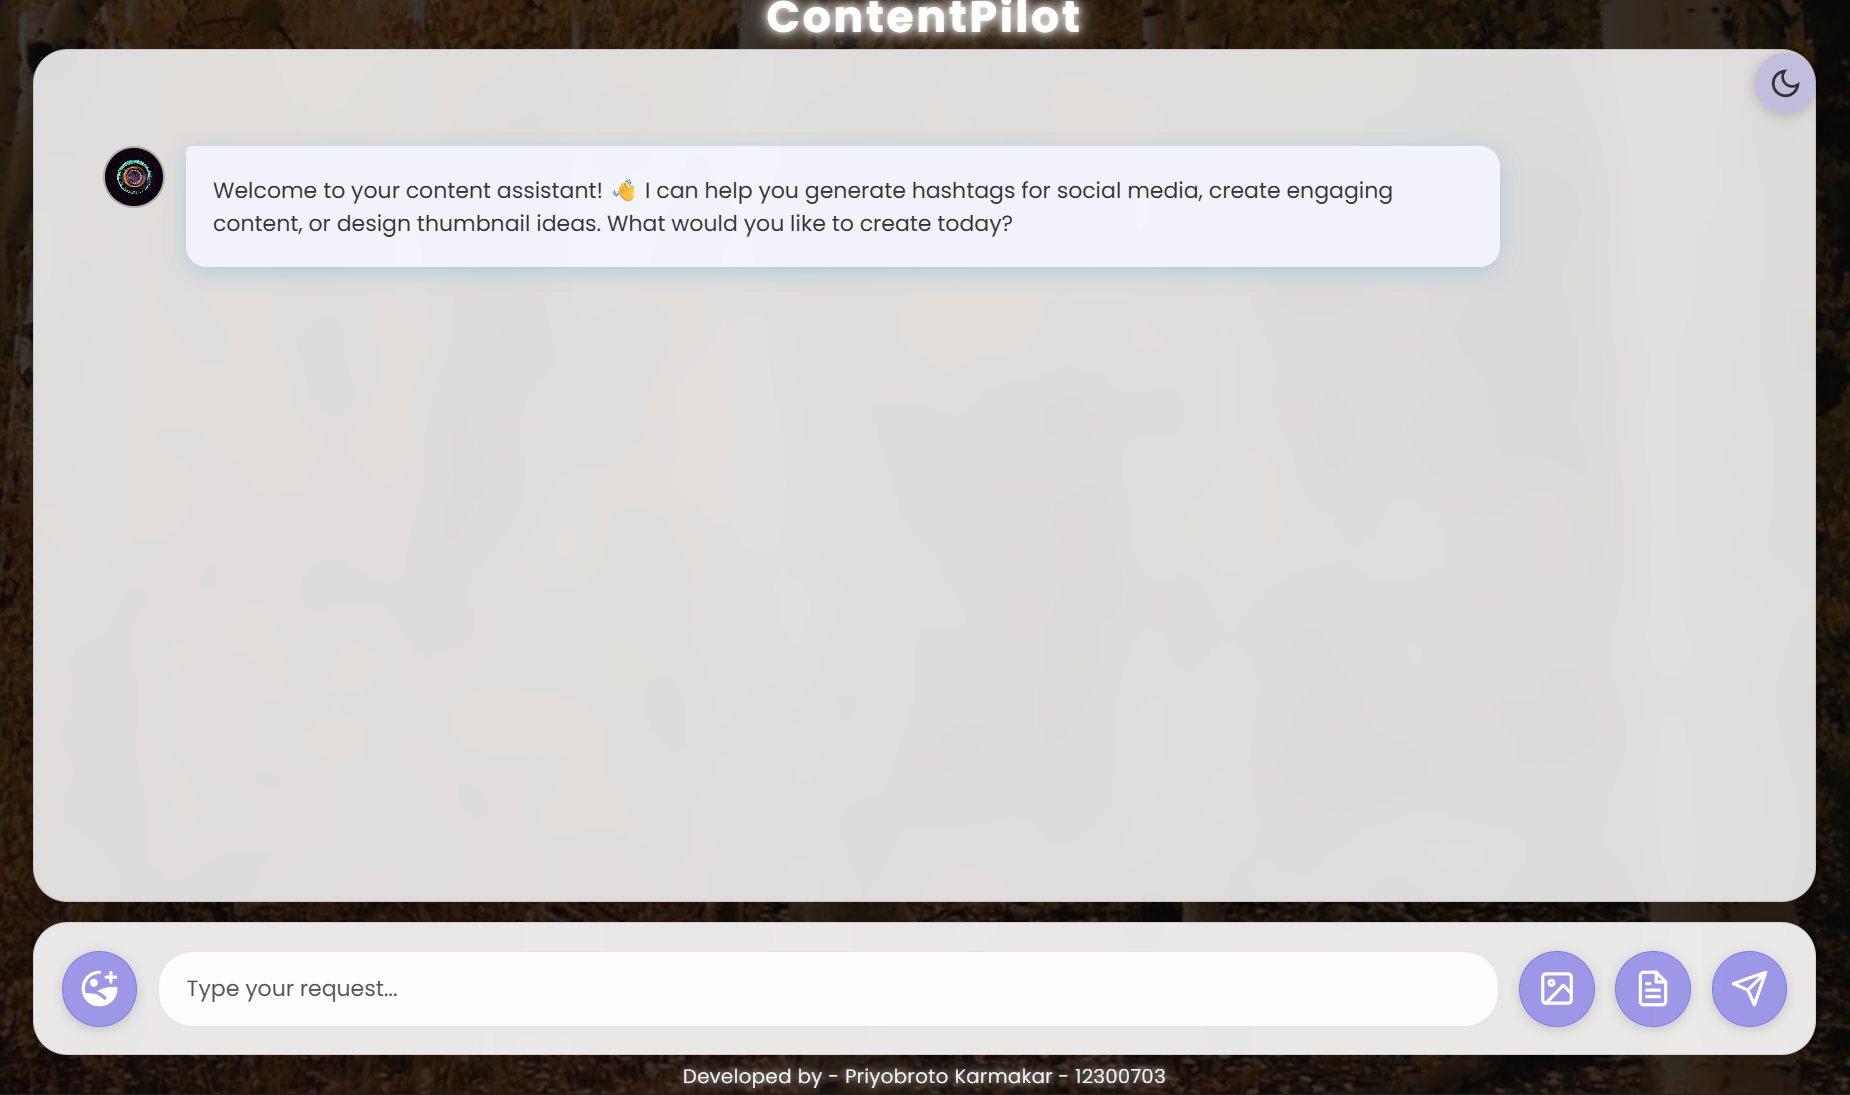 ContentPilot
Welcome to your content assistant! 👋 I can help you generate hashtags for social media, create engaging
content, or design thumbnail ideas. What would you like to create today?
Type your request...
Developed by - Priyobroto Karmakar - 12300703